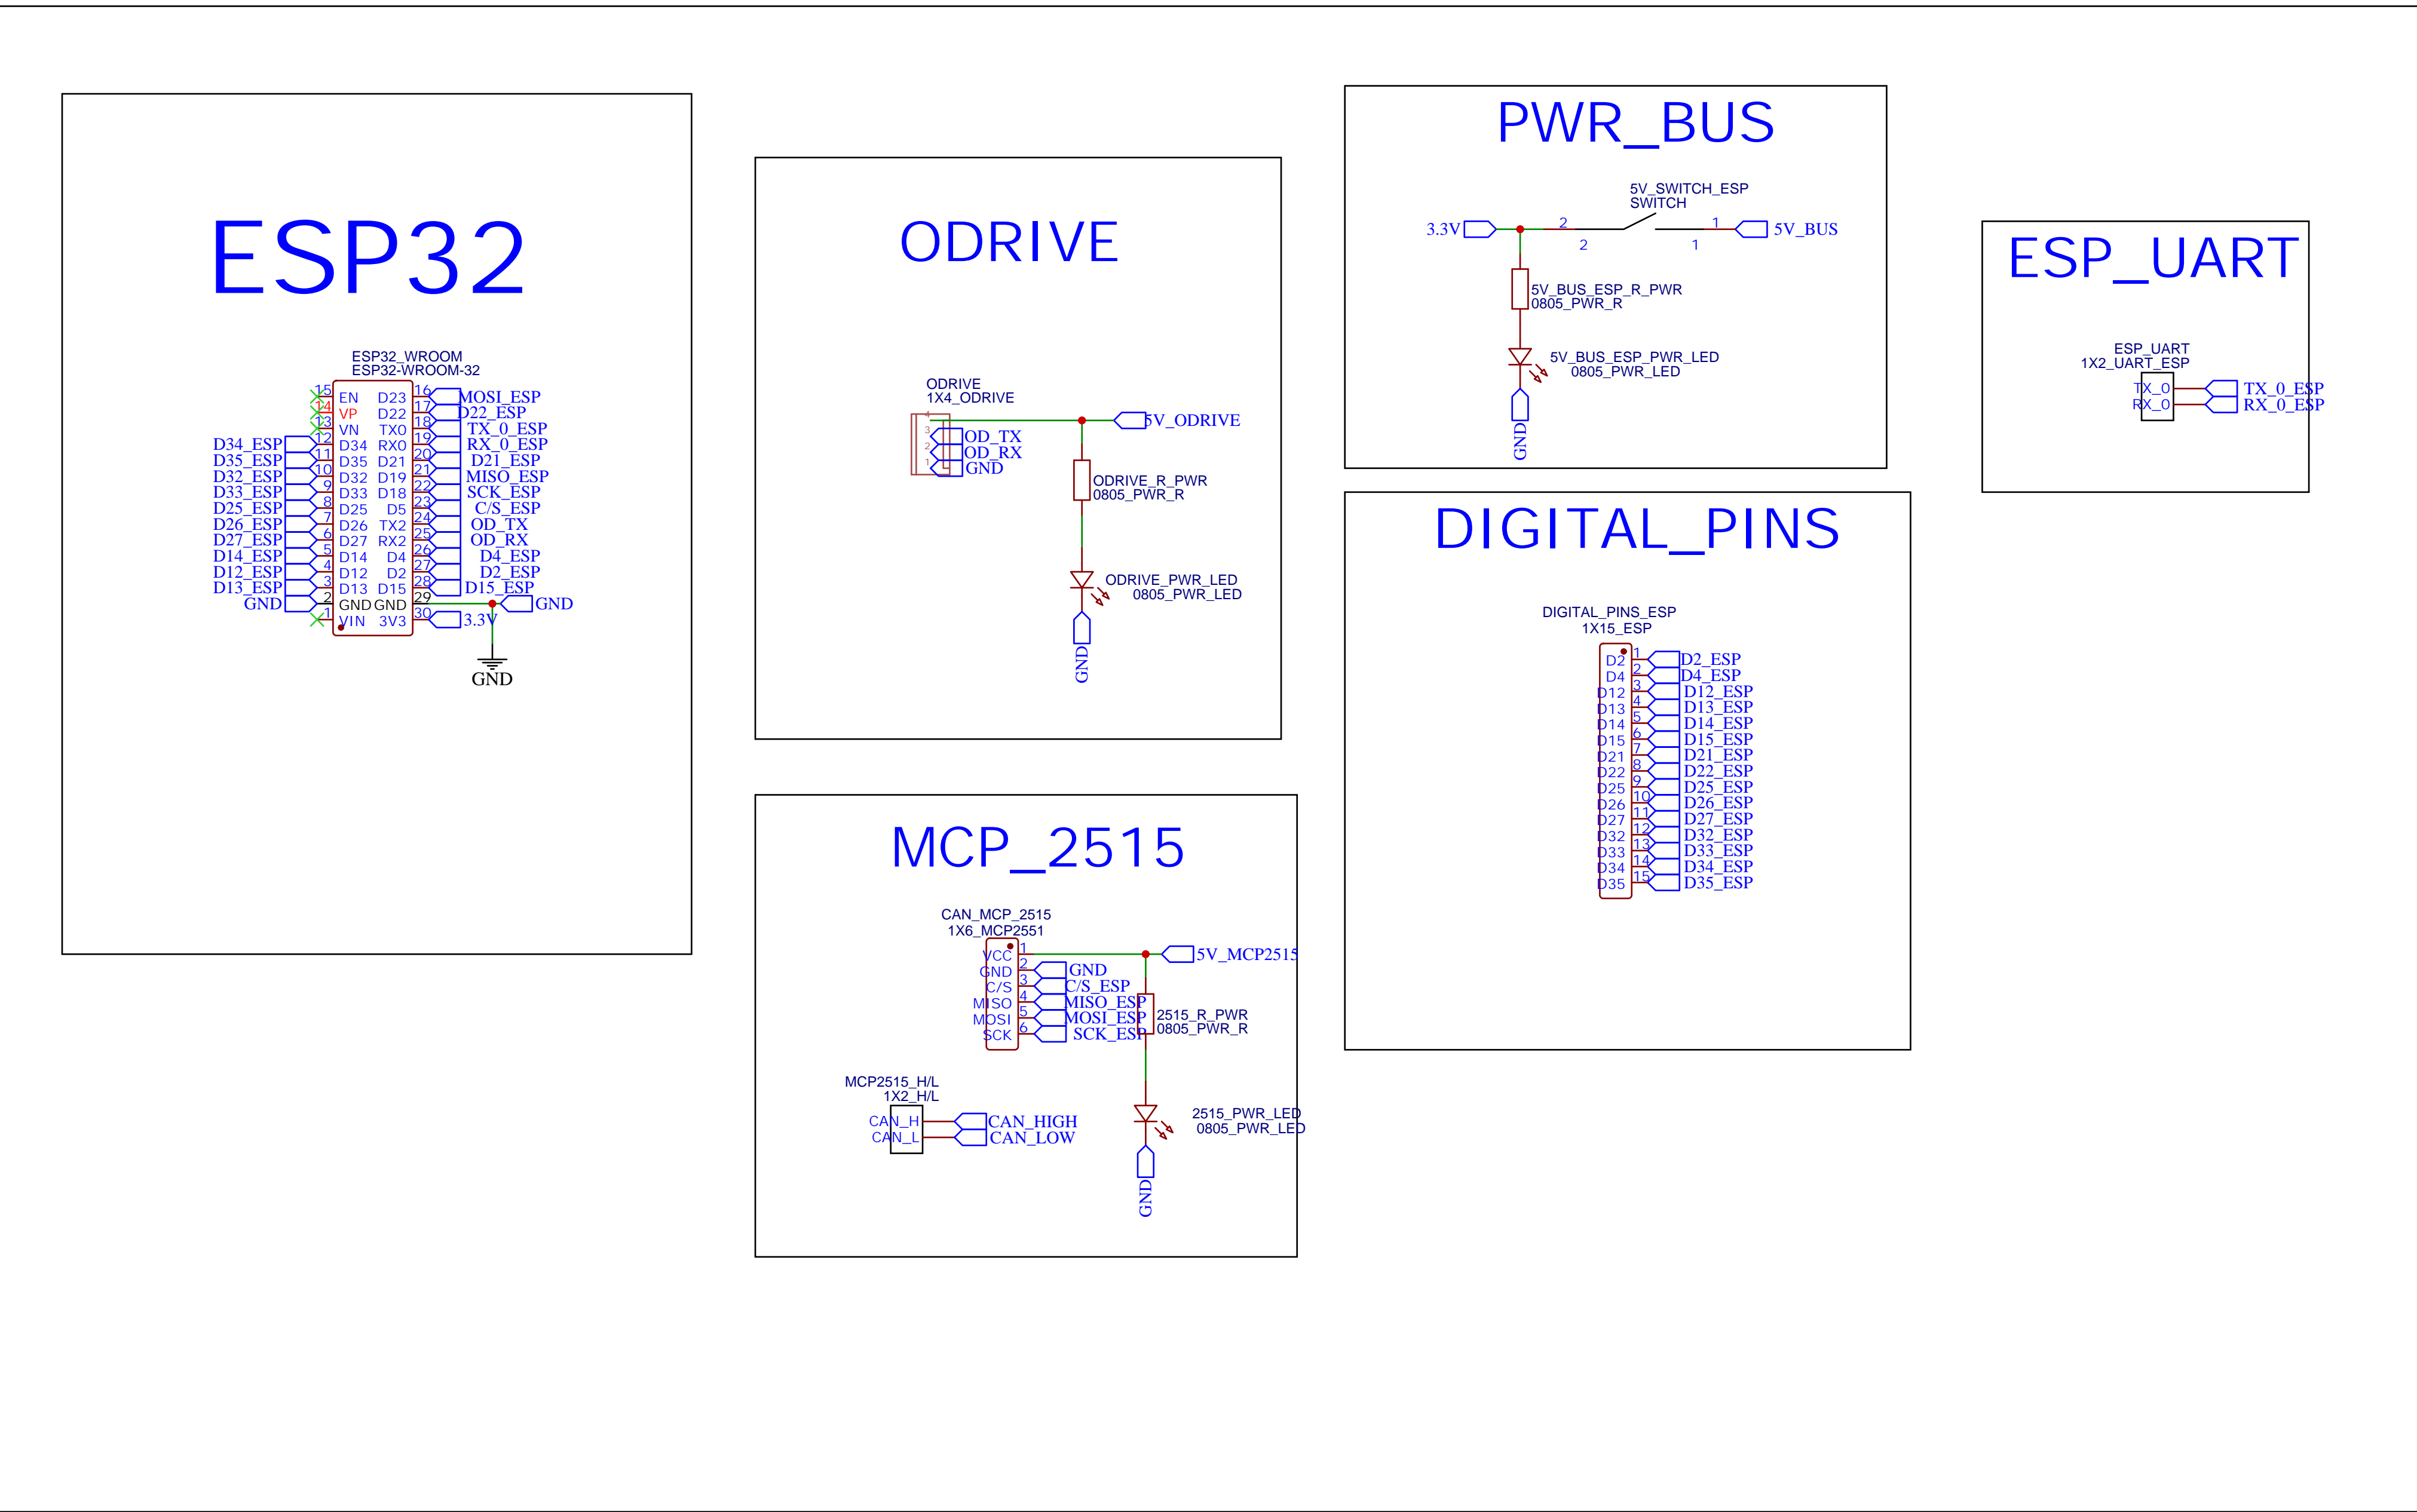 ESP32
ESP32_WROOM
ESP32-WROOM-32
15 EN D23 16 MOSI_ESP
14 VP D22 17 D22_ESP
13 VN TX0 18 TX_0_ESP
D34_ESP 12 D34 RX0 19 RX_0_ESP
D35_ESP 11 D35 D21 20 D21_ESP
D32_ESP 10 D32 D19 21 MISO_ESP
D33_ESP 9 D33 D18 22 SCK_ESP
D25_ESP 8 D25 D5 23 C/S_ESP
D26_ESP 7 D26 TX2 24 OD_TX
D27_ESP 6 D27 RX2 25 OD_RX
D14_ESP 5 D14 D4 26 D4_ESP
D12_ESP 4 D12 D2 27 D2_ESP
D13_ESP 3 D13 D15 28 D15_ESP
GND 2 GND GND 29 GND
1 VIN 3V3 30 3.3V
GND
ODRIVE
ODRIVE
1X4_ODRIVE
4 5V_ODRIVE
3 OD_TX
2 OD_RX
1 GND
ODRIVE_R_PWR
0805_PWR_R
ODRIVE_PWR_LED
0805_PWR_LED
GND
MCP_2515
CAN_MCP_2515
1X6_MCP2551
VCC 1 5V_MCP2515
GND 2 GND
C/S 3 C/S_ESP
MISO 4 MISO_ESP
MOSI 5 MOSI_ESP
SCK 6 SCK_ESP
2515_R_PWR
0805_PWR_R
MCP2515_H/L
1X2_H/L
CAN_H CAN_HIGH
CAN_L CAN_LOW
2515_PWR_LED
0805_PWR_LED
GND
PWR_BUS
5V_SWITCH_ESP
SWITCH
3.3V 2 1 5V_BUS
2 1
5V_BUS_ESP_R_PWR
0805_PWR_R
5V_BUS_ESP_PWR_LED
0805_PWR_LED
GND
DIGITAL_PINS
DIGITAL_PINS_ESP
1X15_ESP
D2 1 D2_ESP
D4 2 D4_ESP
D12 3 D12_ESP
D13 4 D13_ESP
D14 5 D14_ESP
D15 6 D15_ESP
D21 7 D21_ESP
D22 8 D22_ESP
D25 9 D25_ESP
D26 10 D26_ESP
D27 11 D27_ESP
D32 12 D32_ESP
D33 13 D33_ESP
D34 14 D34_ESP
D35 15 D35_ESP
ESP_UART
ESP_UART
1X2_UART_ESP
TX_0 TX_0_ESP
RX_0 RX_0_ESP